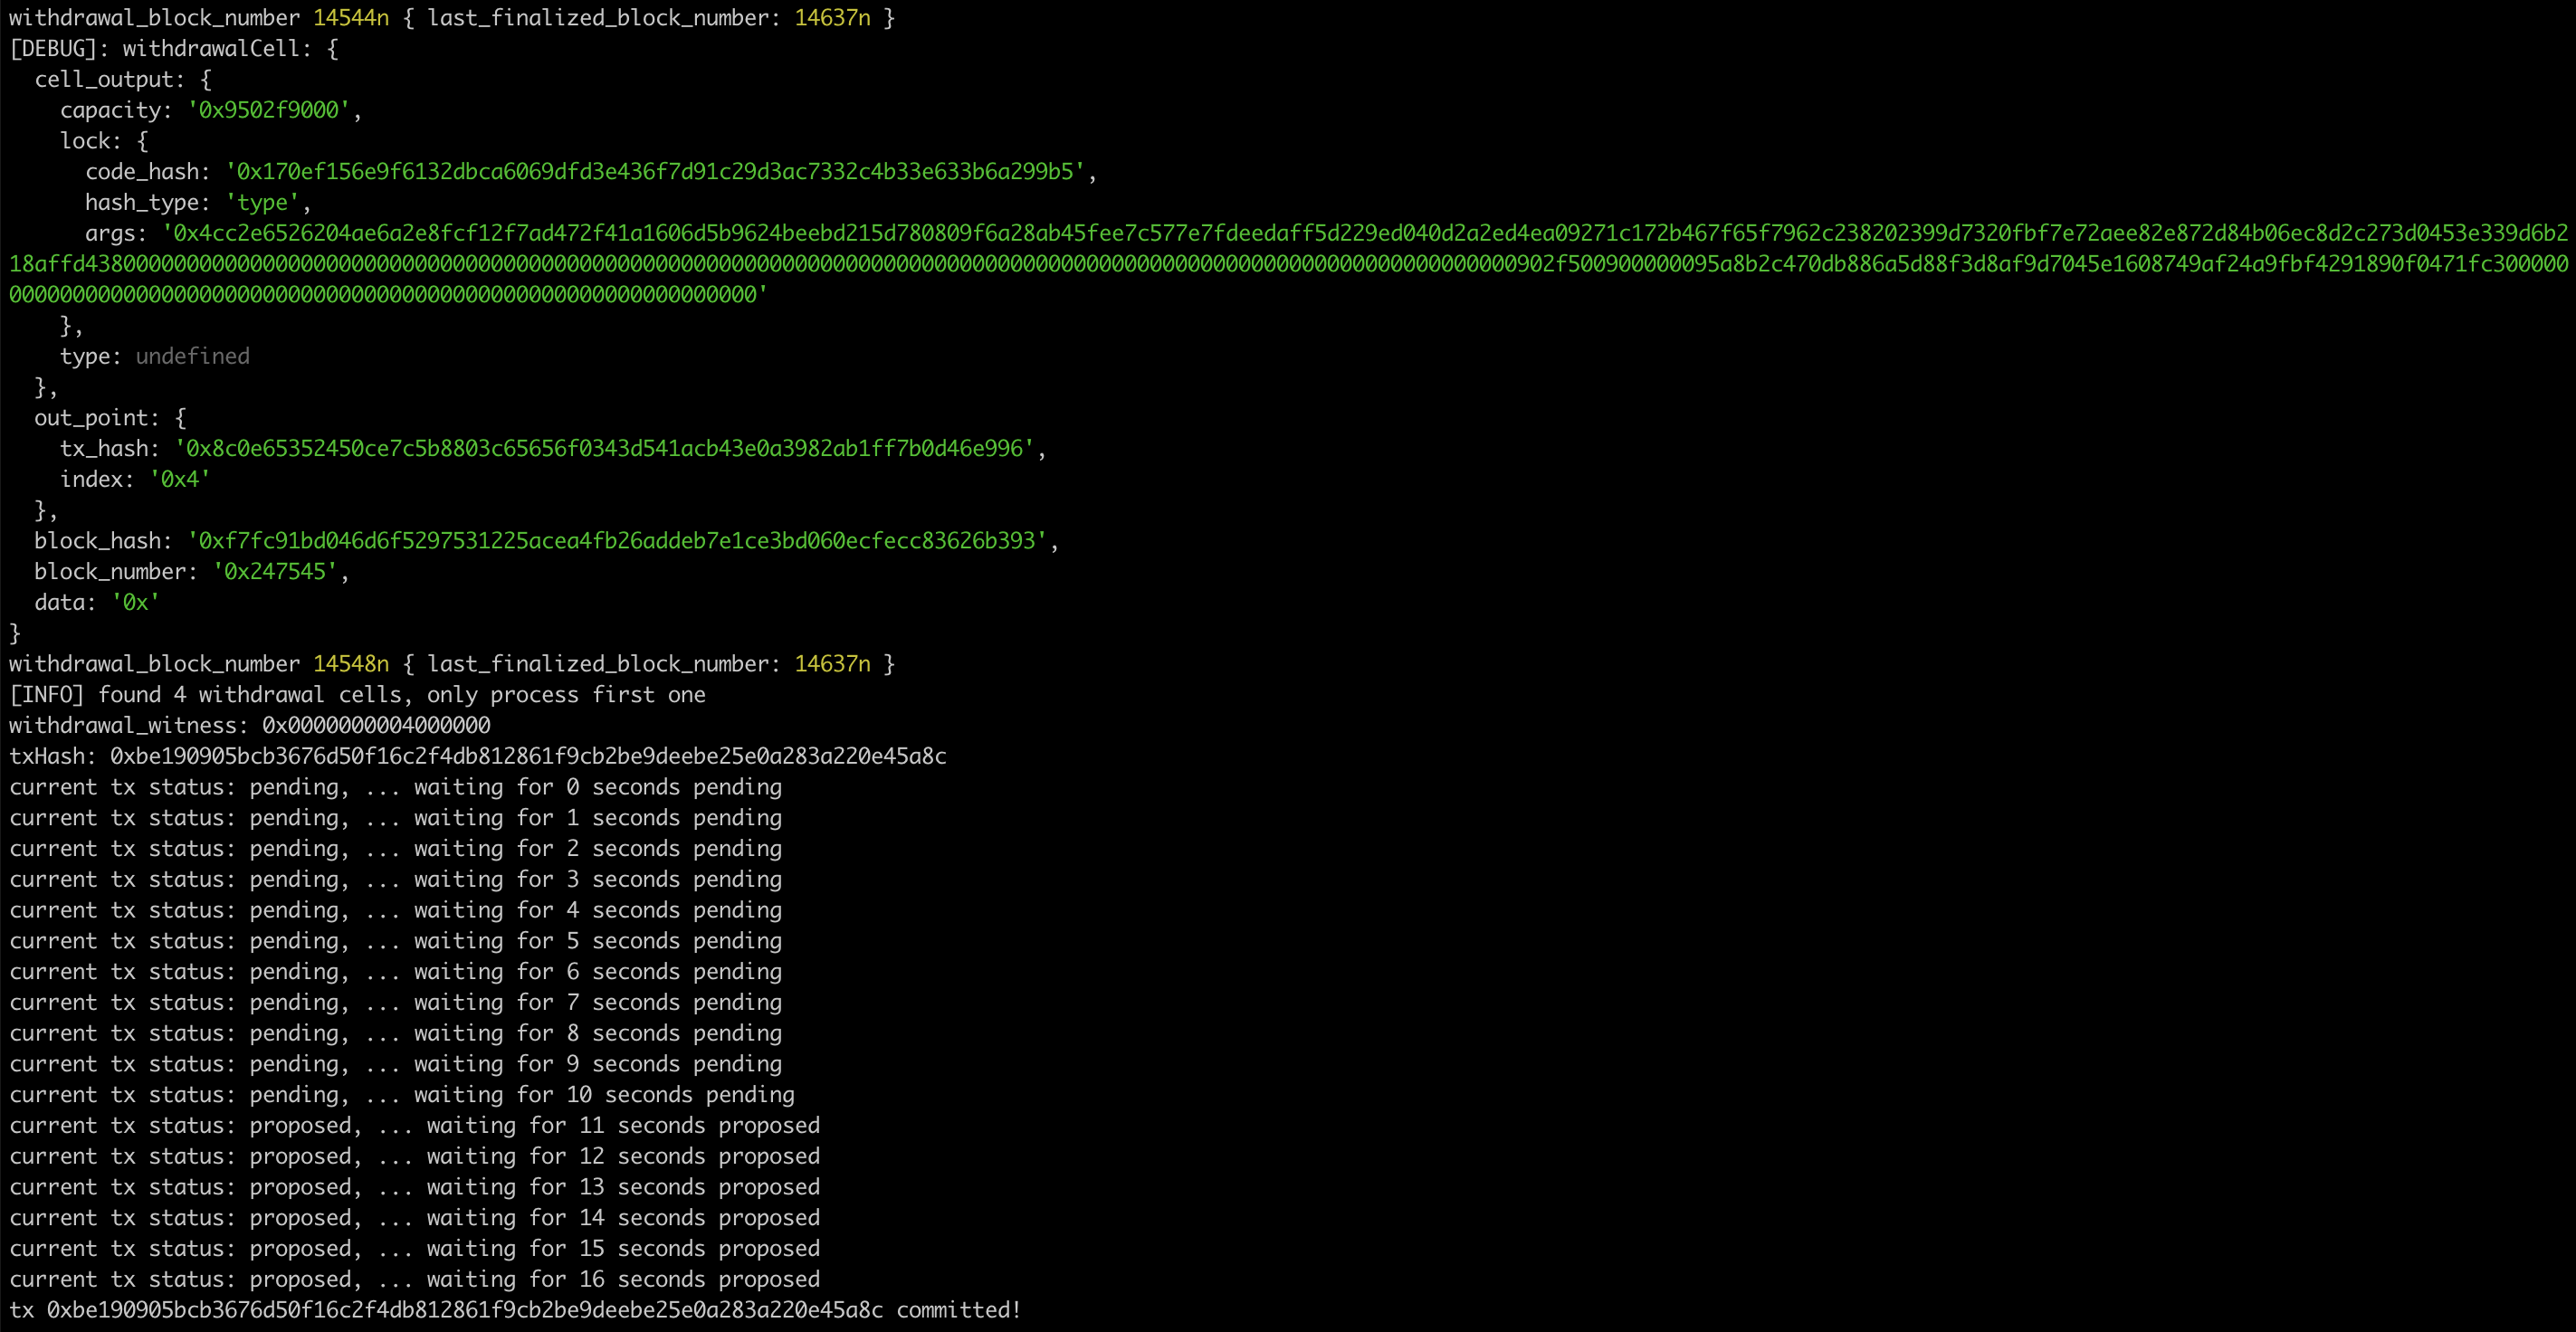 withdrawal_block_number 14544n { last_finalized_block_number: 14637n }
[DEBUG]: withdrawalCell: {
cell_output: {
capacity: '0x9502f9000',
lock: {
code_hash: '0x170ef156e9f6132dbca6069dfd3e436f7d91c29d3ac7332c4b33e633b6a299b5',
hash_type: 'type',
args: '0x4cc2e6526204ae6a2e8fcf12f7ad472f41a1606d5b9624beebd215d780809f6a28ab45fee7c577e7fdeedaff5d229ed040d2a2ed4ea09271c172b467f65f7962c238202399d7320fbf7e72aee82e872d84b06ec8d2c273d0453e339d6b2
18affd43800000000000000000000000000000000000000000000000000000000000000000000000000000000000000000000000000000000000000902f500900000095a8b2c470db886a5d88f3d8af9d7045e1608749af24a9fbf4291890f0471fc300000
00000000000000000000000000000000000000000000000000000000000'
},
type: undefined
},
out_point: {
tx_hash: '0x8c0e65352450ce7c5b8803c65656f0343d541acb43e0a3982ab1ff7b0d46e996',
index: '0x4'
},
block_hash: '0xf7fc91bd046d6f5297531225acea4fb26addeb7e1ce3bd060ecfecc83626b393',
block_number: '0x247545',
data: '0x'
}
withdrawal_block_number 14548n { last_finalized_block_number: 14637n }
[INFO] found 4 withdrawal cells, only process first one
withdrawal_witness: 0x0000000004000000
txHash: 0xbe190905bcb3676d50f16c2f4db812861f9cb2be9deebe25e0a283a220e45a8c
current tx status: pending, ... waiting for 0 seconds pending
current tx status: pending, ... waiting for 1 seconds pending
current tx status: pending, ... waiting for 2 seconds pending
current tx status: pending, ... waiting for 3 seconds pending
current tx status: pending, ... waiting for 4 seconds pending
current tx status: pending, ... waiting for 5 seconds pending
current tx status: pending, ... waiting for 6 seconds pending
current tx status: pending, ... waiting for 7 seconds pending
current tx status: pending, ... waiting for 8 seconds pending
current tx status: pending, ... waiting for 9 seconds pending
current tx status: pending, ... waiting for 10 seconds pending
current tx status: proposed, ... waiting for 11 seconds proposed
current tx status: proposed, ... waiting for 12 seconds proposed
current tx status: proposed, ... waiting for 13 seconds proposed
current tx status: proposed, ... waiting for 14 seconds proposed
current tx status: proposed, ... waiting for 15 seconds proposed
current tx status: proposed, ... waiting for 16 seconds proposed
tx 0xbe190905bcb3676d50f16c2f4db812861f9cb2be9deebe25e0a283a220e45a8c committed!